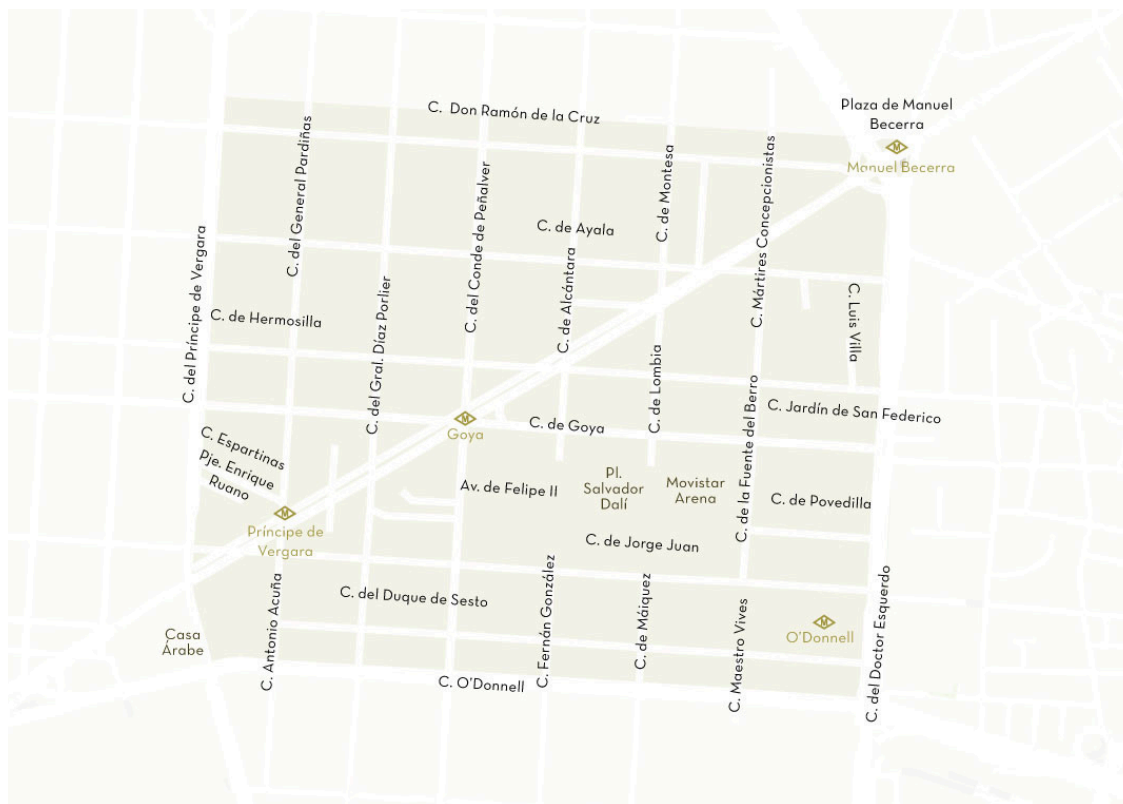 C. Don Ramón de la Cruz
Plaza de Manuel
Becerra
Manuel Becerra
C. del General Pardiñas
C. del Conde de Peñalver
C. de Montesa
C. Mártires Concepcionistas
C. de Ayala
C. del Príncipe de Vergara
C. de Alcántara
C. del Gral. Díaz Porlier
C. Luis Villa
C. de Hermosilla
C. de Lombia
C. de la Fuente del Berro
C. Jardín de San Federico
Goya
C. de Goya
C. Espartinas
Pje. Enrique
Ruano
Av. de Felipe II
Pl.
Salvador
Dalí
Movistar
Arena
C. de Povedilla
Príncipe de
Vergara
C. de Jorge Juan
C. Antonio Acuña
C. del Duque de Sesto
C. Fernán González
C. de Máiquez
C. Maestro Vives
O'Donnell
C. del Doctor Esquerdo
Casa
Árabe
C. O'Donnell